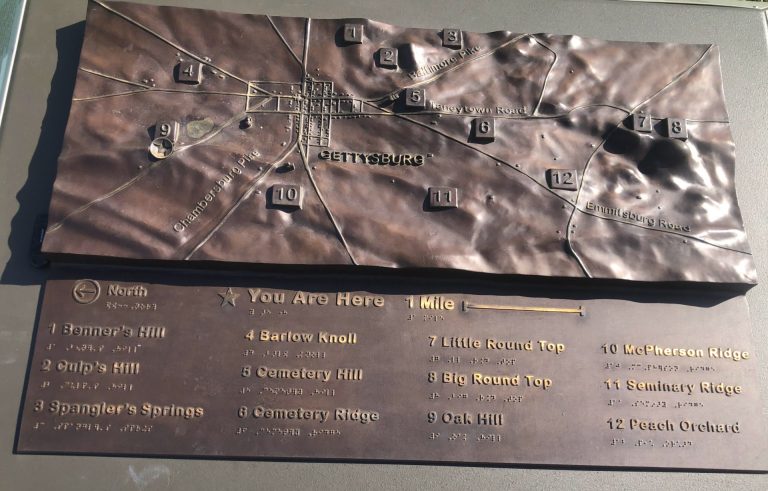 1
3
2
Baltimore Pike
4
5
Taneytown Road
7
8
6
9
GETTYSBURG
12
Chambersburg Pike
10
11
Emmitsburg Road
North
You Are Here
1 Mile
1 Benner's Hill
2 Culp's Hill
3 Spangler's Springs
4 Barlow Knoll
5 Cemetery Hill
6 Cemetery Ridge
7 Little Round Top
8 Big Round Top
9 Oak Hill
10 McPherson Ridge
11 Seminary Ridge
12 Peach Orchard